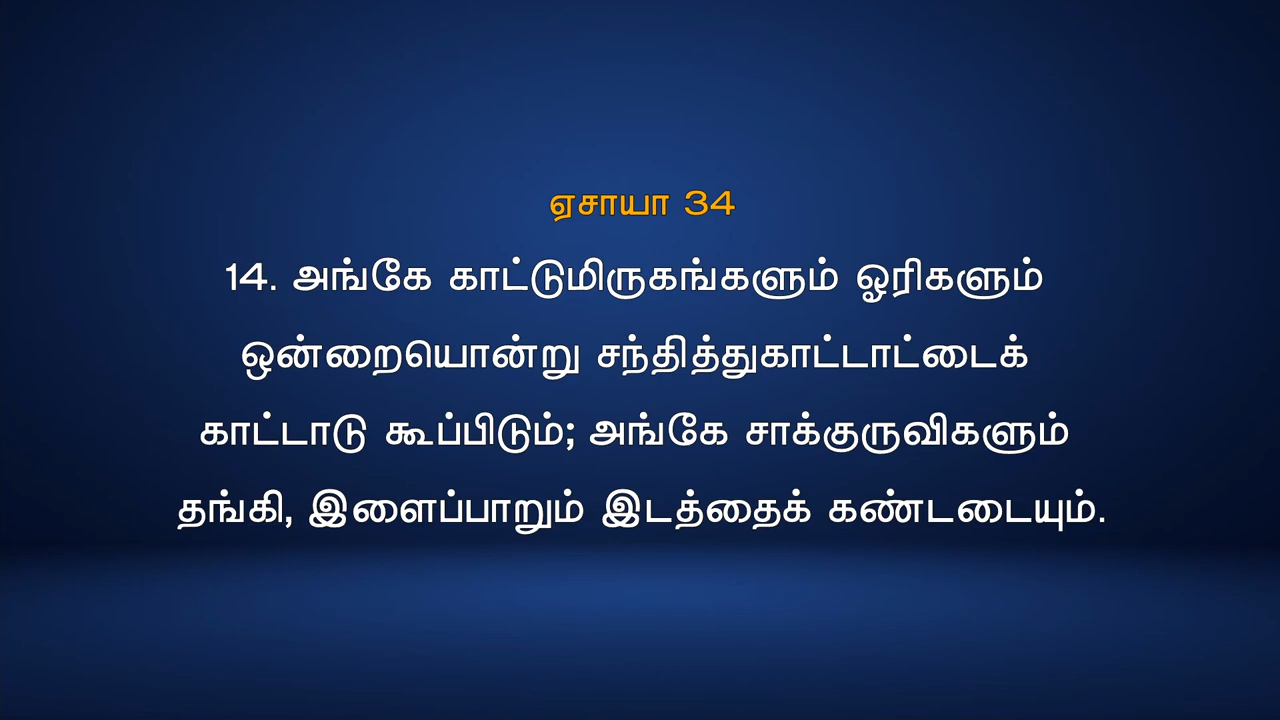 ஏசாயா 34
14. அங்கே காட்டுமிருகங்களும் ஓரிகளும்
ஒன்றையொன்று சந்தித்துகாட்டாட்டைக்
காட்டாடு கூப்பிடும்; அங்கே சாக்குருவிகளும்
தங்கி, இளைப்பாறும் இடத்தைக் கண்டடையும்.